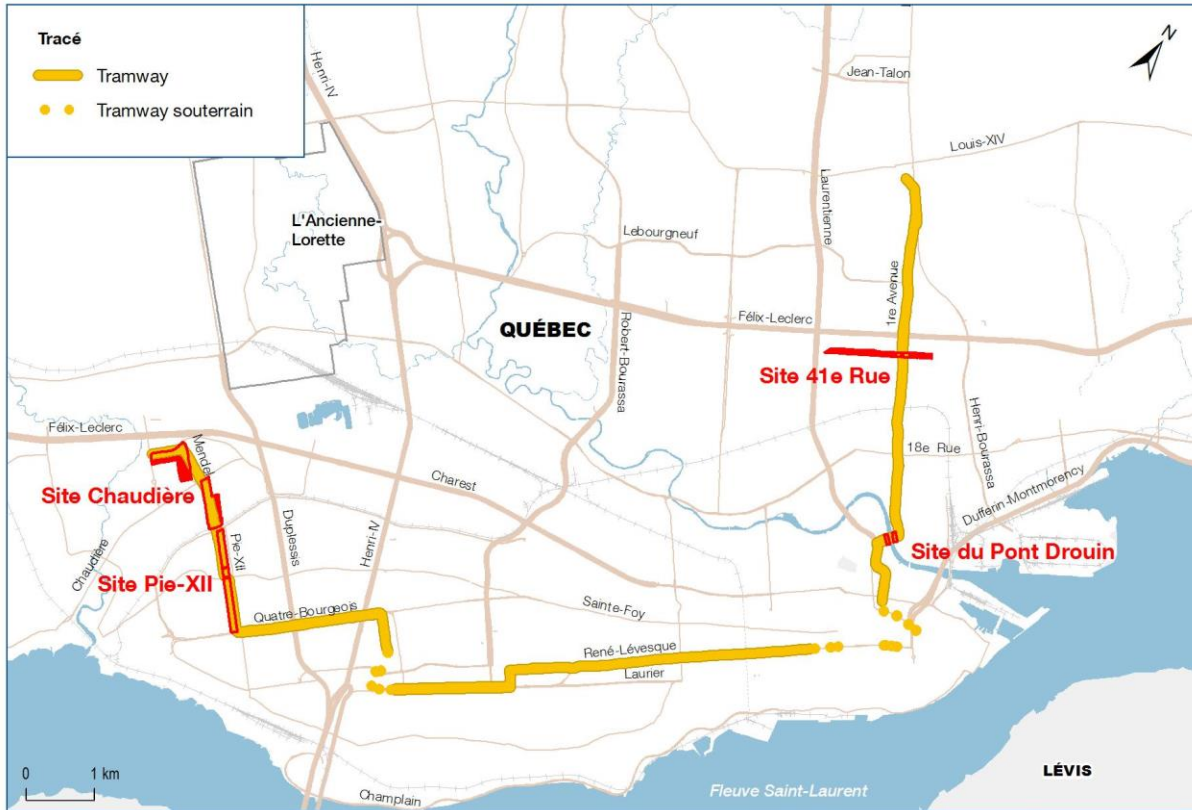 Tracé
Tramway
Tramway souterrain
N
Henri-IV
Jean-Talon
Louis-XIV
Laurentienne
L'Ancienne-
Lorette
Lebourgneuf
1re Avenue
Félix-Leclerc
QUÉBEC
Robert-Bourassa
Site 41e Rue
Henri-Bourassa
Félix-Leclerc
Mendel
18e Rue
Charest
Dufferin-Montmorency
Site Chaudière
Duplessis
Henri-IV
Pie-XII
Site du Pont Drouin
Chaudière
Site Pie-XII
Quatre-Bourgeois
Sainte-Foy
René-Lévesque
Laurier
0 1 km
Champlain
Fleuve Saint-Laurent
LÉVIS